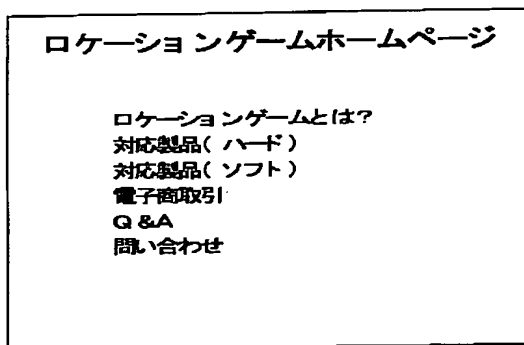 ロケーションゲームホームページ
ロケーションゲームとは?
対応製品( ハード)
対応製品( ソフト)
電子商取引
Q &A
問い合わせ